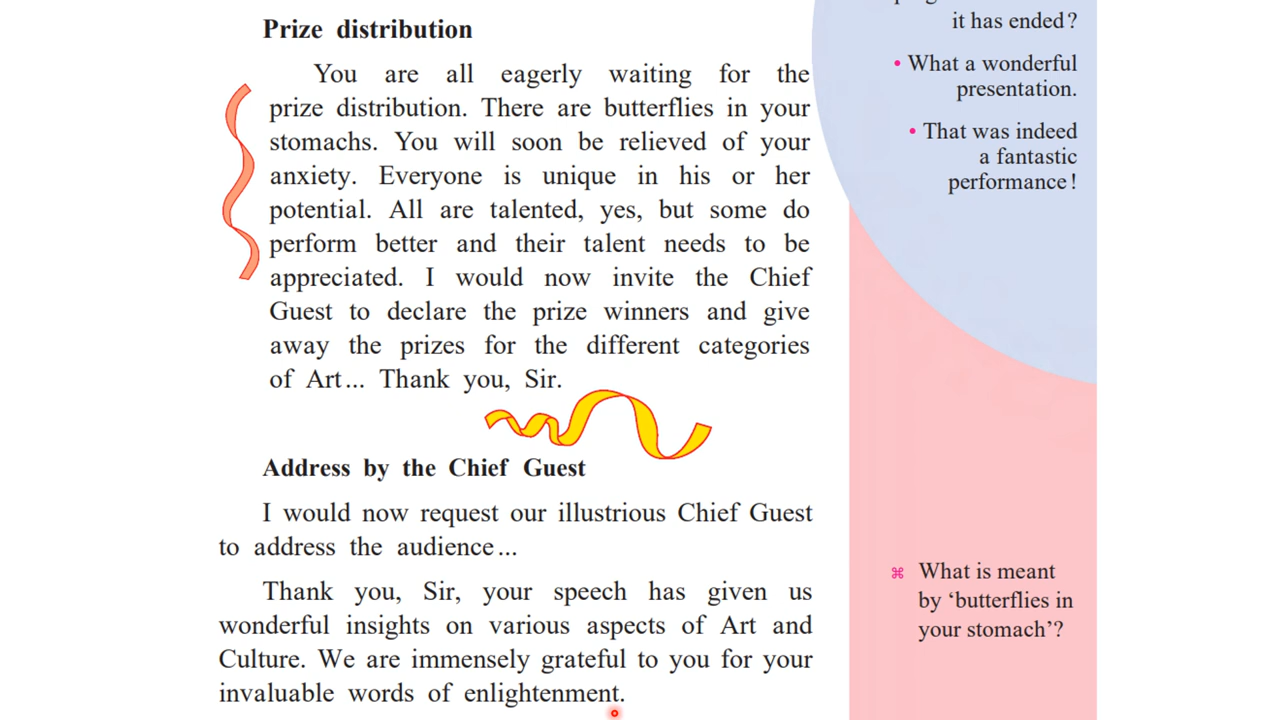 Prize distribution
You are all eagerly waiting for the
prize distribution. There are butterflies in your
stomachs. You will soon be relieved of your
anxiety. Everyone is unique in his or her
potential. All are talented, yes, but some do
perform better and their talent needs to be
appreciated. I would now invite the Chief
Guest to declare the prize winners and give
away the prizes for the different categories
of Art... Thank you, Sir.
Address by the Chief Guest
I would now request our illustrious Chief Guest
to address the audience...
Thank you, Sir, your speech has given us
wonderful insights on various aspects of Art and
Culture. We are immensely grateful to you for your
invaluable words of enlightenment.
it has ended?
• What a wonderful
presentation.
• That was indeed
a fantastic
performance!
⌘ What is meant
by ‘butterflies in
your stomach’?